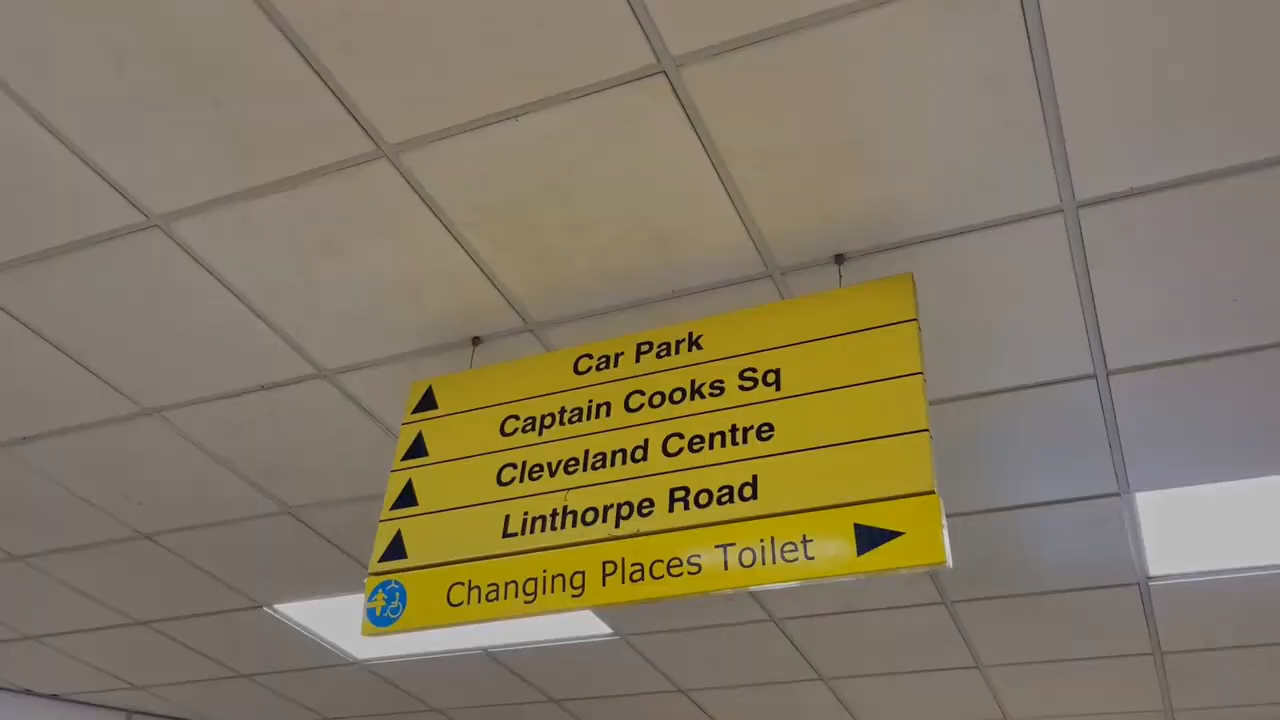 Car Park
Captain Cooks Sq
Cleveland Centre
Linthorpe Road
Changing Places Toilet